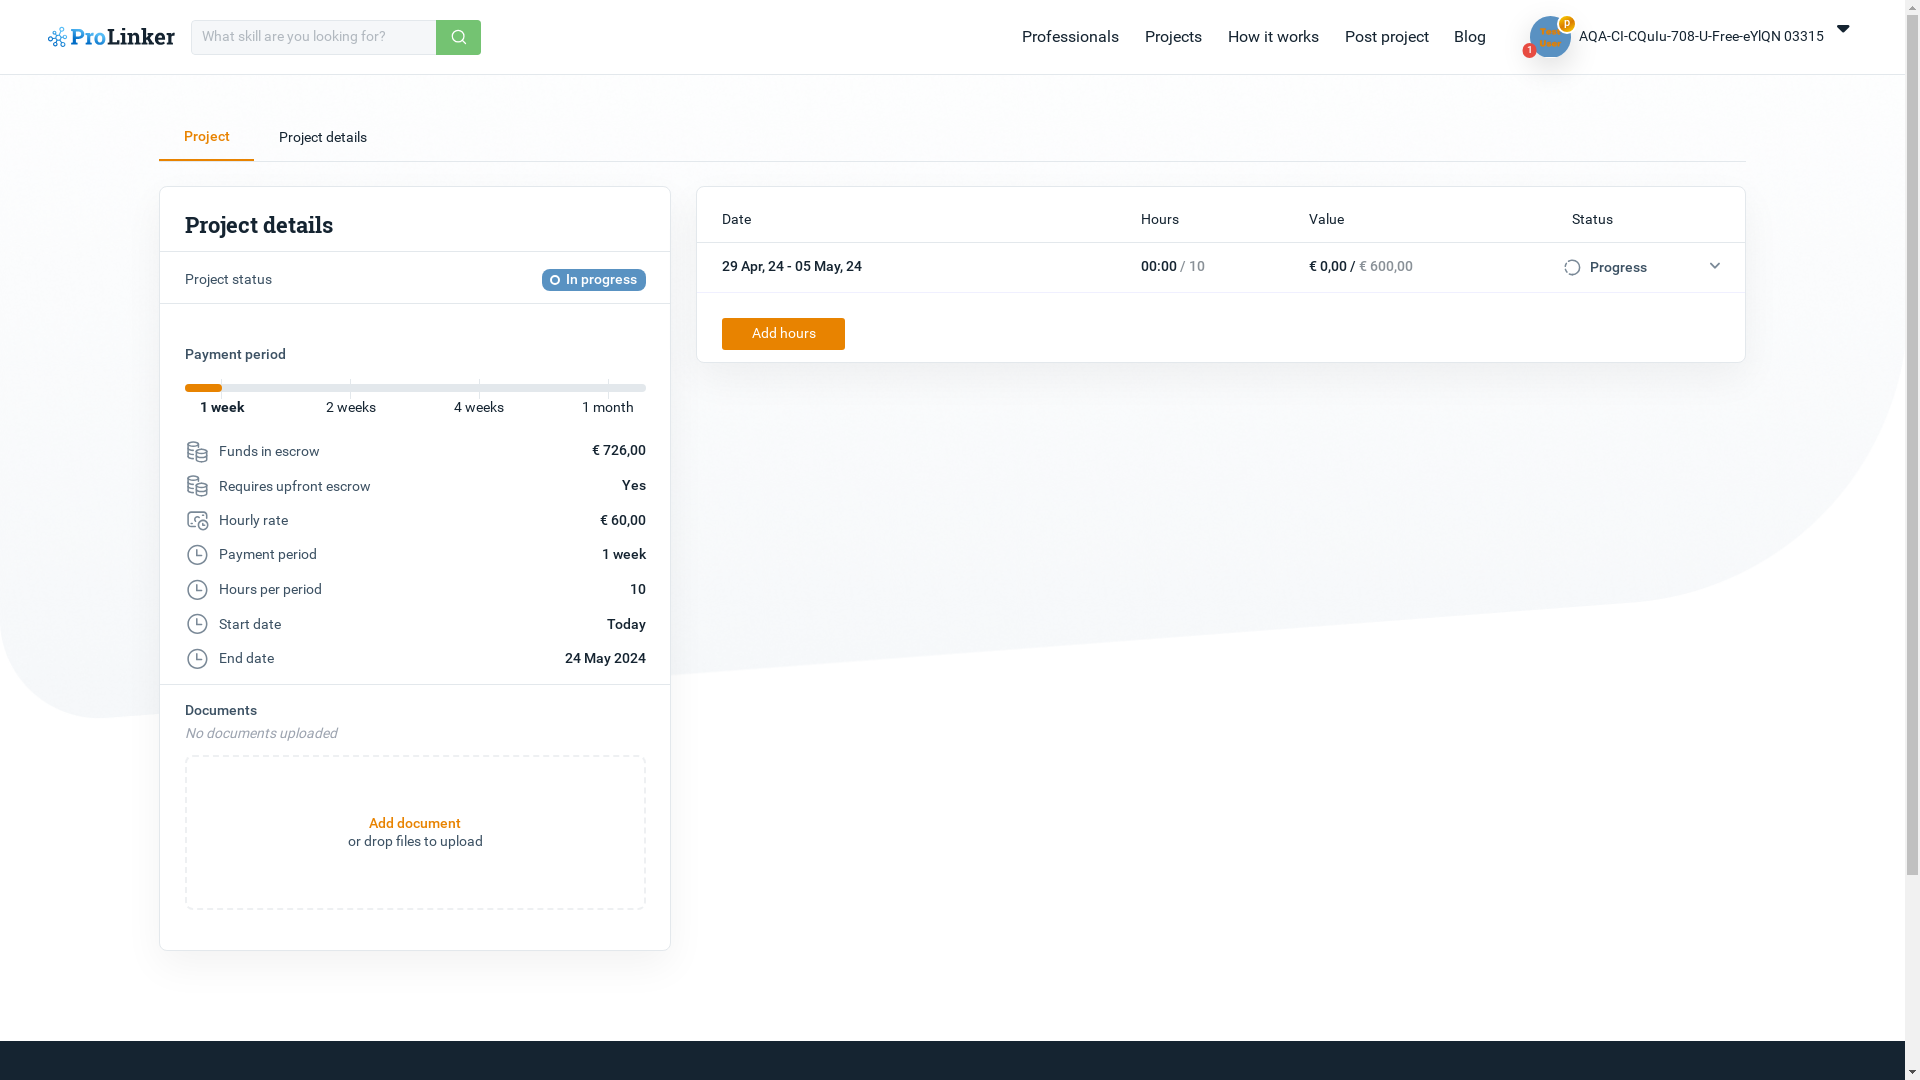 ProLinker
What skill are you looking for?
Professionals
Projects
How it works
Post project
Blog
P
1
AQA-CI-CQuIu-708-U-Free-eYlQN 03315
Project
Project details
Project details
Project status
In progress
Payment period
1 week
2 weeks
4 weeks
1 month
Funds in escrow
€ 726,00
Requires upfront escrow
Yes
Hourly rate
€ 60,00
Payment period
1 week
Hours per period
10
Start date
Today
End date
24 May 2024
Documents
No documents uploaded
Add document
or drop files to upload
Date
Hours
Value
Status
29 Apr, 24 - 05 May, 24
00:00 / 10
€ 0,00 / € 600,00
Progress
Add hours